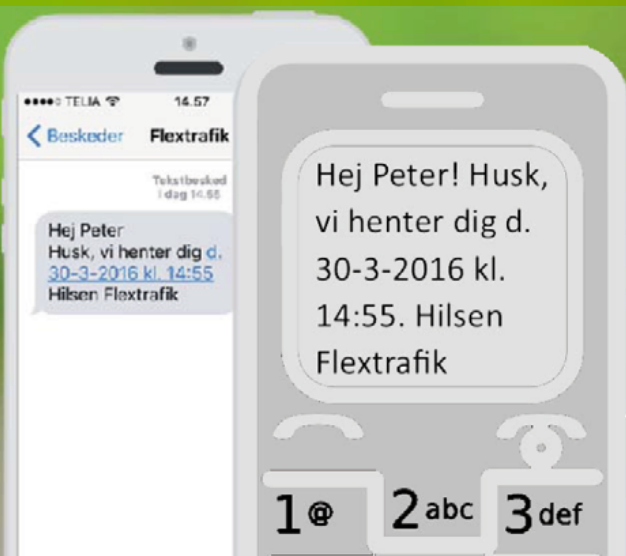 TELIA 14.57
Beskeder Flextrafik
Tekstbesked
i dag 14.55
Hej Peter
Husk, vi henter dig d.
30-3-2016 kl. 14:55
Hilsen Flextrafik
Hej Peter! Husk,
vi henter dig d.
30-3-2016 kl.
14:55. Hilsen
Flextrafik
1@ 2abc 3def